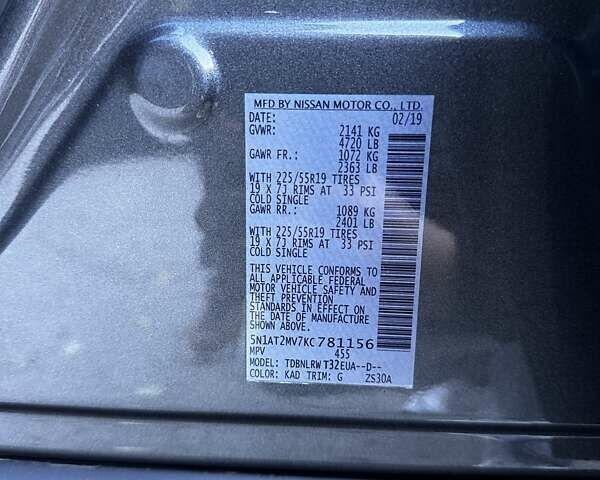 MFD BY NISSAN MOTOR CO., LTD.
DATE: 02/19
GVWR: 2141 KG
4720 LB
GAWR FR.: 1072 KG
2363 LB
WITH 225/55R19 TIRES
19 X 7J RIMS AT 33 PSI
COLD SINGLE
GAWR RR.: 1089 KG
2401 LB
WITH 225/55R19 TIRES
19 X 7J RIMS AT 33 PSI
COLD SINGLE
THIS VEHICLE CONFORMS TO
ALL APPLICABLE FEDERAL
MOTOR VEHICLE SAFETY AND
THEFT PREVENTION
STANDARDS IN EFFECT ON
THE DATE OF MANUFACTURE
SHOWN ABOVE.
5N1AT2MV7KC781156
MPV 455
MODEL: TDBNLRW T32EUA--D--
COLOR: KAD TRIM: G ZS30A